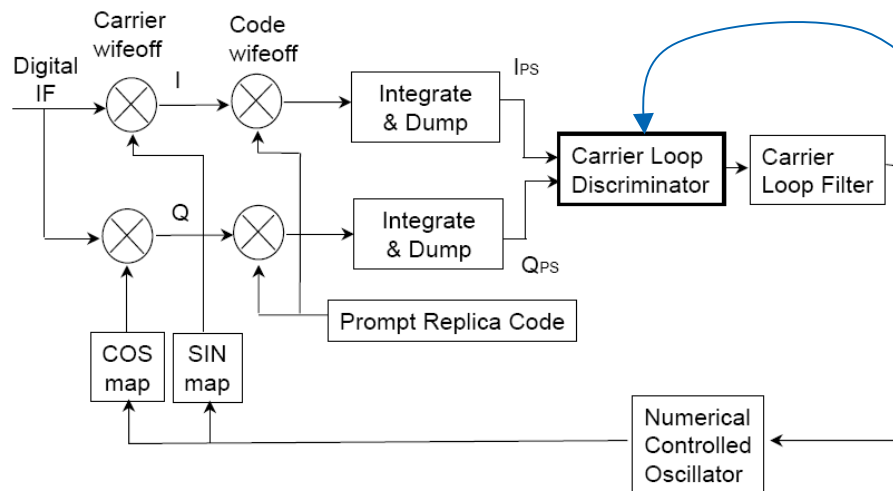 Carrier
wifeoff
Code
wifeoff
Digital
IF
I
IPS
Integrate
& Dump
Carrier Loop
Discriminator
Carrier
Loop Filter
Q
Integrate
& Dump
QPS
Prompt Replica Code
COS
map
SIN
map
Numerical
Controlled
Oscillator